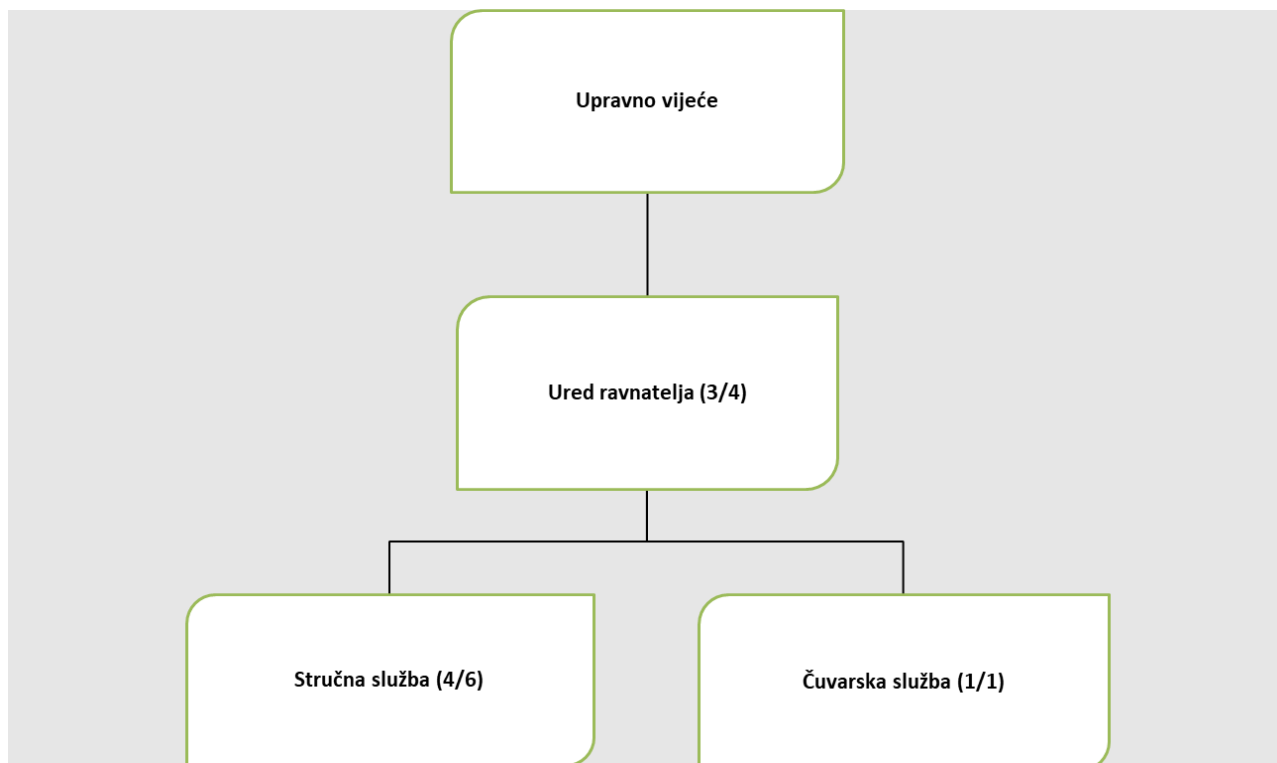 Upravno vijeće
Ured ravnatelja (3/4)
Stručna služba (4/6)
Čuvarska služba (1/1)